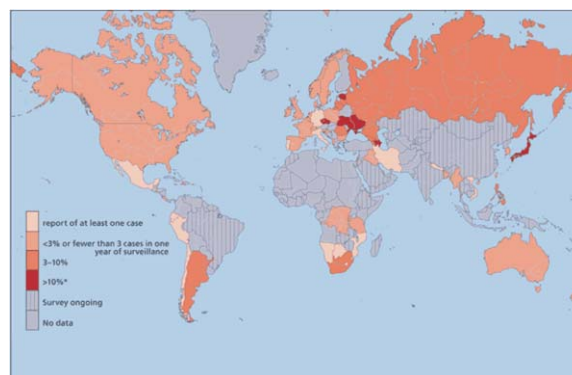 report of at least one case
<3% or fewer than 3 cases in one
year of surveillance
3–10%
>10%*
Survey ongoing
No data